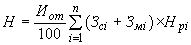 Н = Иот/100 ∑ i=1 n (Зсi + Змi) × Нрi